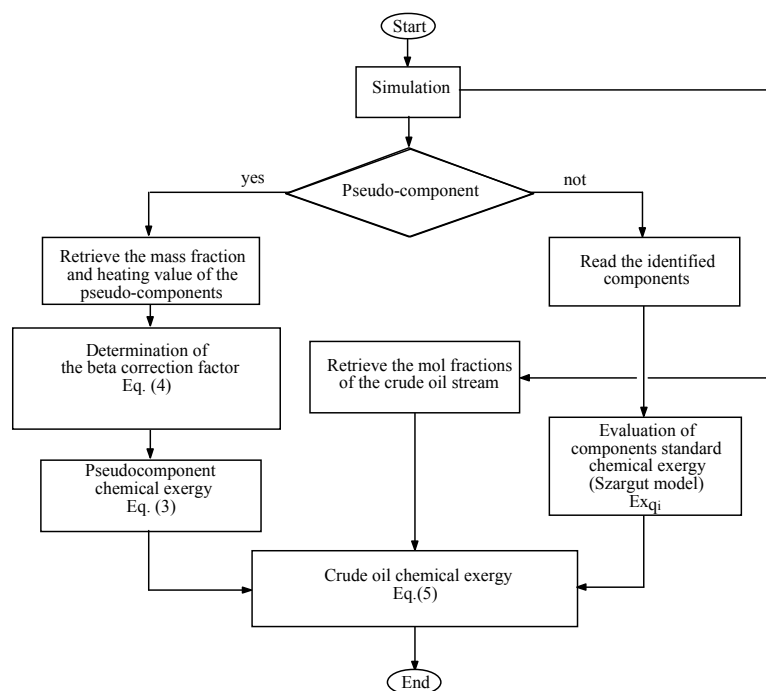 Start
Simulation
yes
not
Pseudo-component
Retrieve the mass fraction
and heating value of the
pseudo-components
Read the identified
components
Determination of
the beta correction factor
Eq. (4)
Retrieve the mol fractions
of the crude oil stream
Evaluation of
components standard
chemical exergy
(Szargut model)
Exqi
Pseudocomponent
chemical exergy
Eq. (3)
Crude oil chemical exergy
Eq.(5)
End